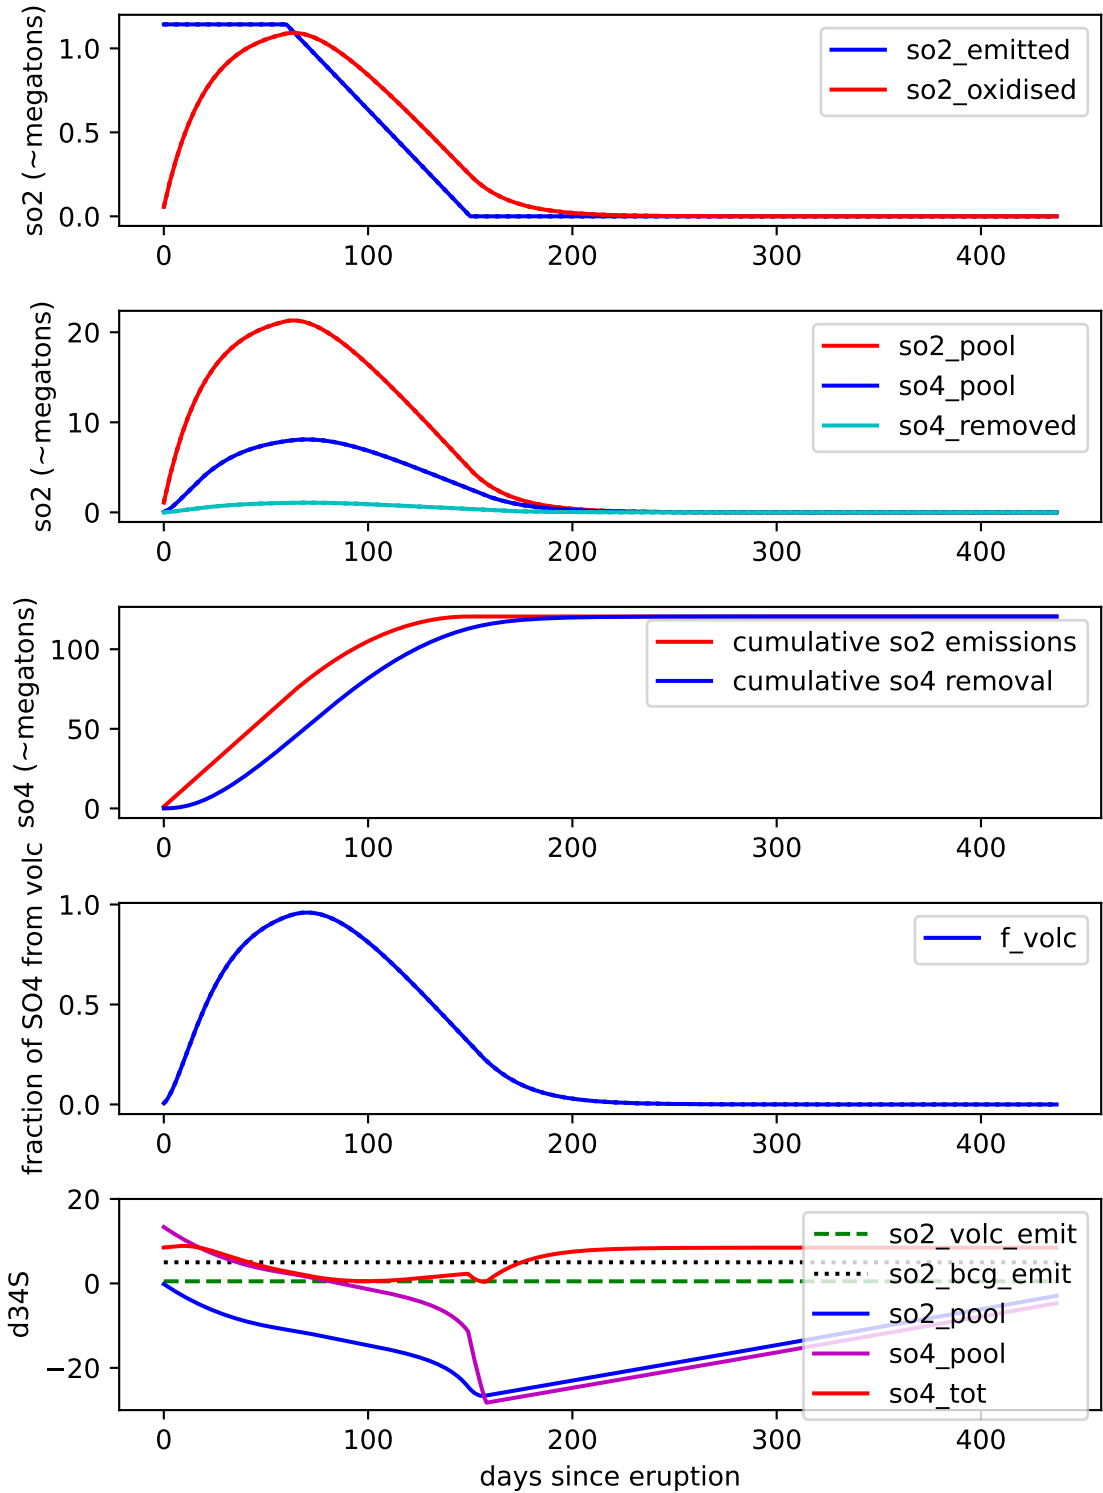 so2 (~megatons)
1.0
0.5
0.0
so2_emitted
so2_oxidised
0 100 200 300 400
so2 (~megatons)
20
10
0
so2_pool
so4_pool
so4_removed
0 100 200 300 400
so4 (~megatons)
100
50
0
cumulative so2 emissions
cumulative so4 removal
0 100 200 300 400
fraction of SO4 from volc
1.0
0.5
0.0
f_volc
0 100 200 300 400
d34S
20
0
−20
so2_volc_emit
so2_bcg_emit
so2_pool
so4_pool
so4_tot
0 100 200 300 400
days since eruption